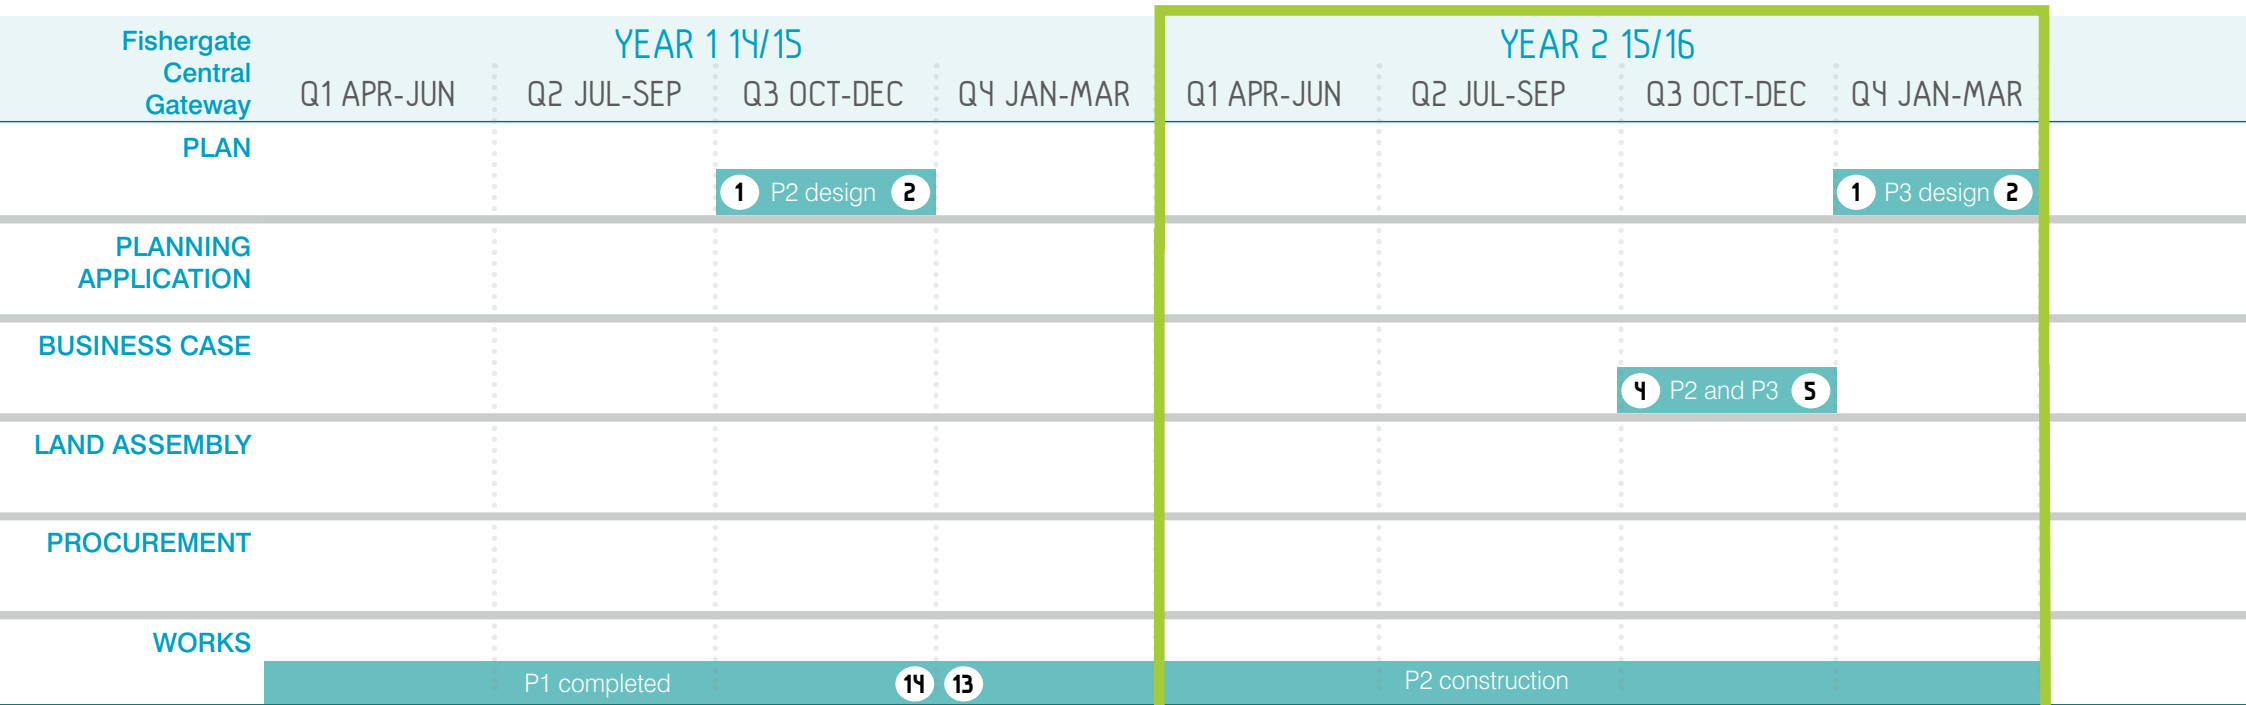 Fishergate
Central
Gateway
YEAR 1 14/15
YEAR 2 15/16
Q1 APR-JUN
Q2 JUL-SEP
Q3 OCT-DEC
Q4 JAN-MAR
Q1 APR-JUN
Q2 JUL-SEP
Q3 OCT-DEC
Q4 JAN-MAR
PLAN
1 P2 design 2
1 P3 design 2
PLANNING
APPLICATION
BUSINESS CASE
4 P2 and P3 5
LAND ASSEMBLY
PROCUREMENT
WORKS
P1 completed
14 13
P2 construction